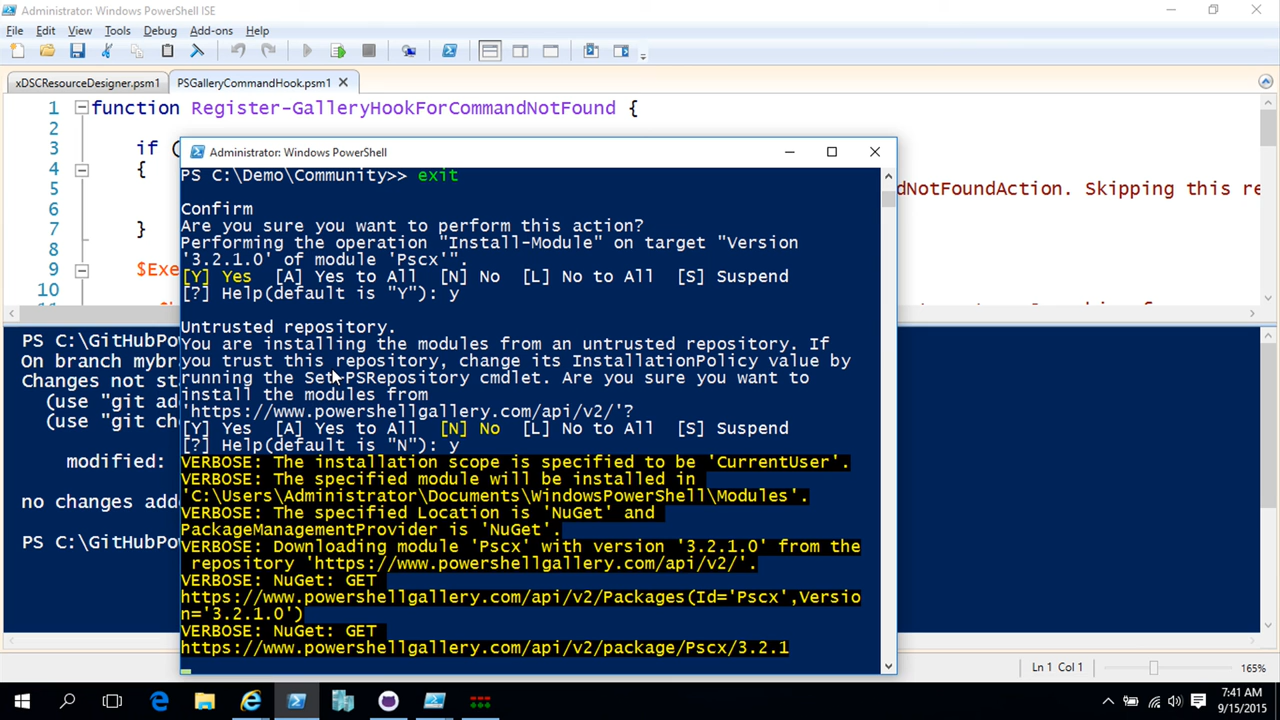 Administrator: Windows PowerShell ISE
File Edit View Tools Debug Add-ons Help
xDSCResourceDesigner.psm1 PSGalleryCommandHook.psm1
1 function Register-GalleryHookForCommandNotFound {
2
3 if (
4 {
5 dNotFoundAction. Skipping this re
6
7 }
8
9 $Exe
10
Administrator: Windows PowerShell
PS C:\Demo\Community>> exit
Confirm
Are you sure you want to perform this action?
Performing the operation "Install-Module" on target "Version
'3.2.1.0' of module 'Pscx'".
[Y] Yes [A] Yes to All [N] No [L] No to All [S] Suspend
[?] Help(default is "Y"): y
Untrusted repository.
You are installing the modules from an untrusted repository. If
you trust this repository, change its InstallationPolicy value by
running the Set-PSRepository cmdlet. Are you sure you want to
install the modules from
'https://www.powershellgallery.com/api/v2/'?
[Y] Yes [A] Yes to All [N] No [L] No to All [S] Suspend
[?] Help(default is "N"): y
VERBOSE: The installation scope is specified to be 'CurrentUser'.
VERBOSE: The specified module will be installed in
'C:\Users\Administrator\Documents\WindowsPowerShell\Modules'.
VERBOSE: The specified Location is 'NuGet' and
PackageManagementProvider is 'NuGet'.
VERBOSE: Downloading module 'Pscx' with version '3.2.1.0' from the
repository 'https://www.powershellgallery.com/api/v2/'.
VERBOSE: NuGet: GET
https://www.powershellgallery.com/api/v2/Packages(Id='Pscx',Versio
n='3.2.1.0')
VERBOSE: NuGet: GET
https://www.powershellgallery.com/api/v2/package/Pscx/3.2.1
PS C:\GitHubPo
On branch mybra
Changes not st
(use "git ad
(use "git ch
modified:
no changes adde
PS C:\GitHubPo
Ln 1 Col 1 165%
7:41 AM
9/15/2015